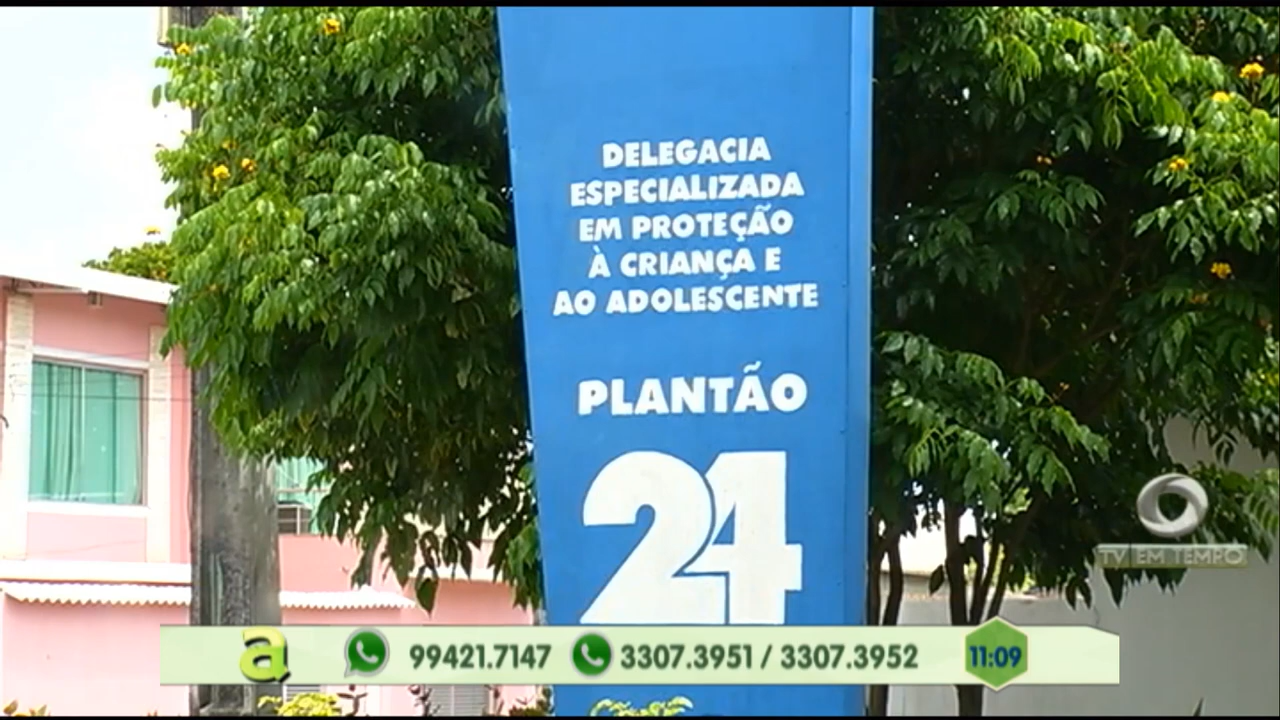 DELEGACIA
ESPECIALIZADA
EM PROTEÇÃO
À CRIANÇA E
AO ADOLESCENTE
PLANTÃO
24
TV EM TEMPO
a 99421.7147 3307.3951 / 3307.3952 11:09